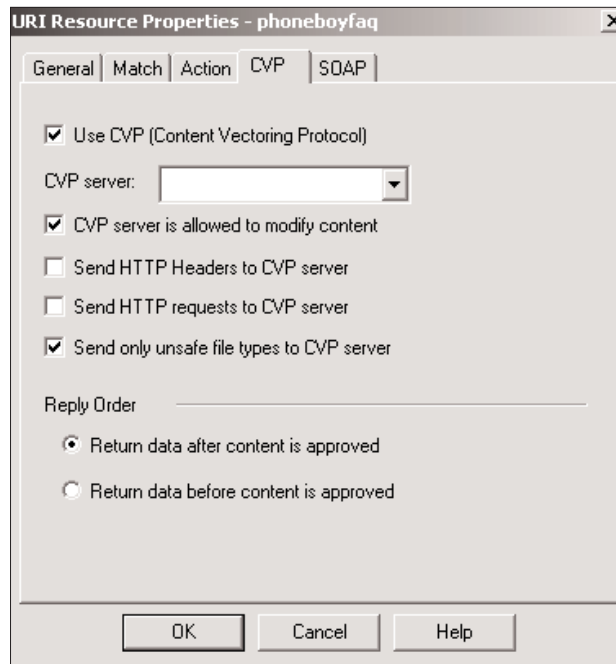 URI Resource Properties - phoneboyfaq
General Match Action CVP SOAP
Use CVP (Content Vectoring Protocol)
CVP server:
CVP server is allowed to modify content
Send HTTP Headers to CVP server
Send HTTP requests to CVP server
Send only unsafe file types to CVP server
Reply Order
Return data after content is approved
Return data before content is approved
OK Cancel Help